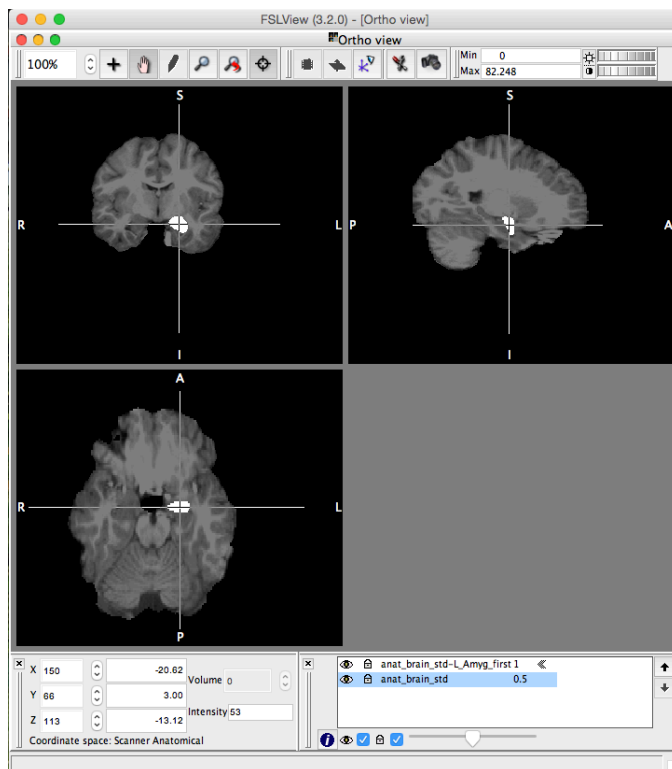 FSLView (3.2.0) - [Ortho view]
Ortho view
100%
Min 0
Max 82.248
S
S
R
L
P
A
I
I
A
R
L
P
X 150 -20.62
Volume 0
Y 66 3.00
Intensity 53
Z 113 -13.12
Coordinate space: Scanner Anatomical
anat_brain_std-L_Amyg_first 1
anat_brain_std 0.5